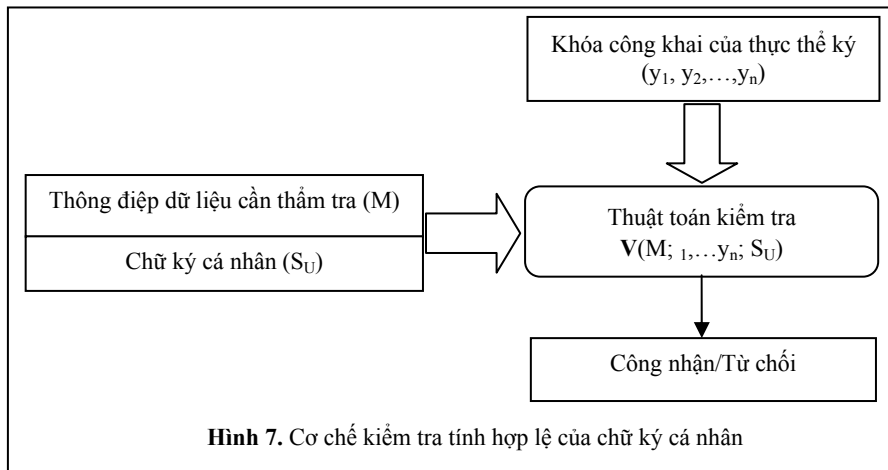 Khóa công khai của thực thể ký
(y₁, y₂,…,yₙ)
Thông điệp dữ liệu cần thẩm tra (M)
Chữ ký cá nhân (S_U)
Thuật toán kiểm tra
V(M; ₁,…yₙ; S_U)
Công nhận/Từ chối
Hình 7. Cơ chế kiểm tra tính hợp lệ của chữ ký cá nhân